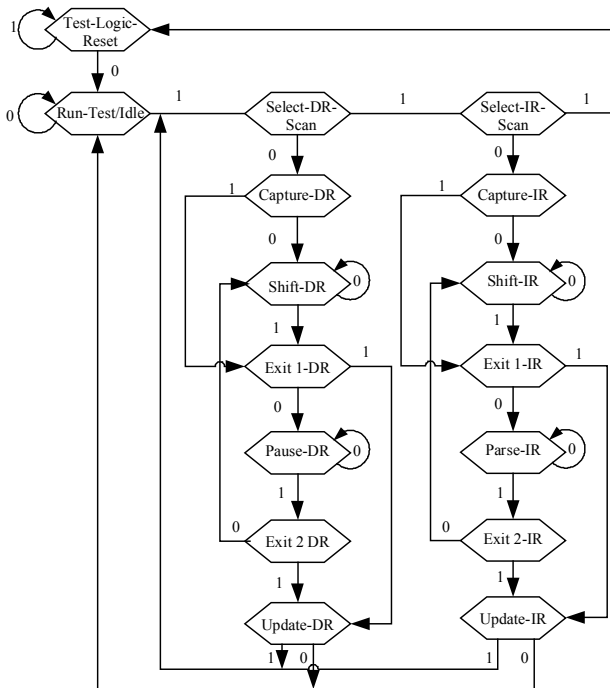 Test-Logic-
Reset
1
0
Run-Test/Idle
0
1
Select-DR-
Scan
1
Select-IR-
Scan
1
0
0
Capture-DR
1
Capture-IR
1
0
0
Shift-DR
0
Shift-IR
0
1
1
Exit 1-DR
1
Exit 1-IR
1
0
0
Pause-DR
0
Parse-IR
0
1
1
Exit 2 DR
0
Exit 2-IR
0
1
1
Update-DR
Update-IR
1
0
1
0